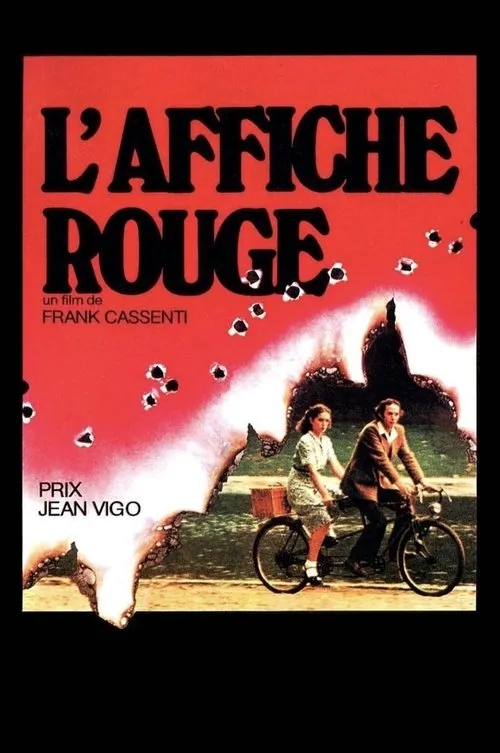 L'AFFICHE
ROUGE
un film de
FRANK CASSENTI
PRIX
JEAN VIGO